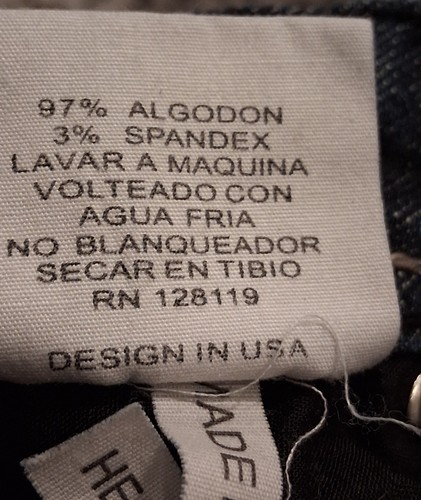 97% ALGODON
3% SPANDEX
LAVAR A MAQUINA
VOLTEADO CON
AGUA FRIA
NO BLANQUEADOR
SECAR EN TIBIO
RN 128119
DESIGN IN USA